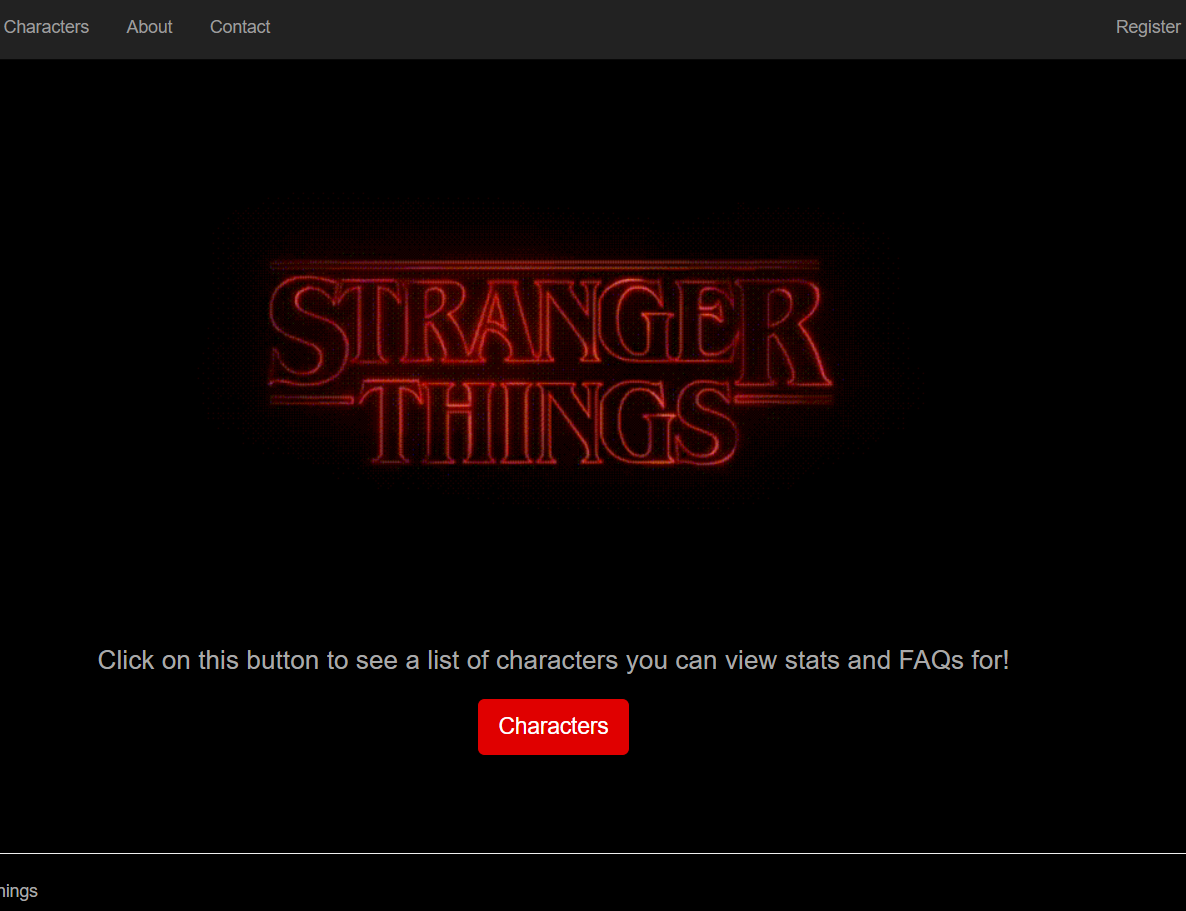 Characters About Contact Register
STRANGER
THINGS
Click on this button to see a list of characters you can view stats and FAQs for!
Characters
hings